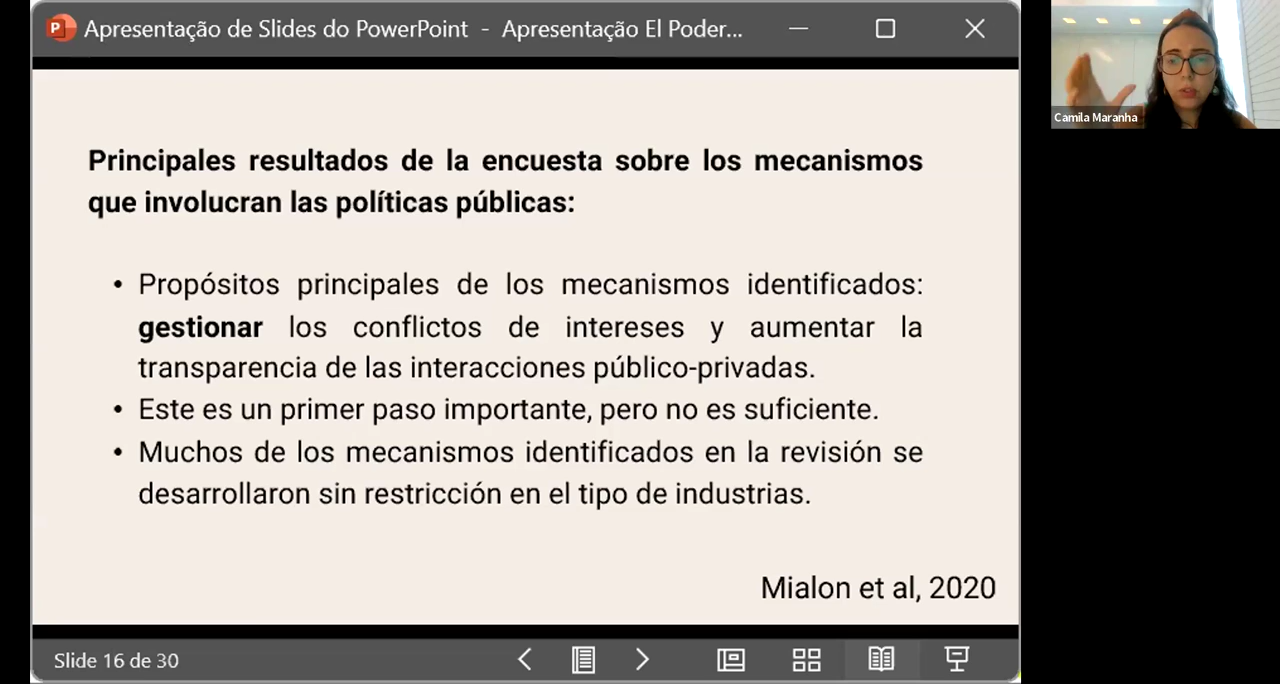 Apresentação de Slides do PowerPoint - Apresentação El Poder...
Camila Maranha
Principales resultados de la encuesta sobre los mecanismos
que involucran las políticas públicas:
• Propósitos principales de los mecanismos identificados:
gestionar los conflictos de intereses y aumentar la
transparencia de las interacciones público-privadas.
• Este es un primer paso importante, pero no es suficiente.
• Muchos de los mecanismos identificados en la revisión se
desarrollaron sin restricción en el tipo de industrias.
Mialon et al, 2020
Slide 16 de 30